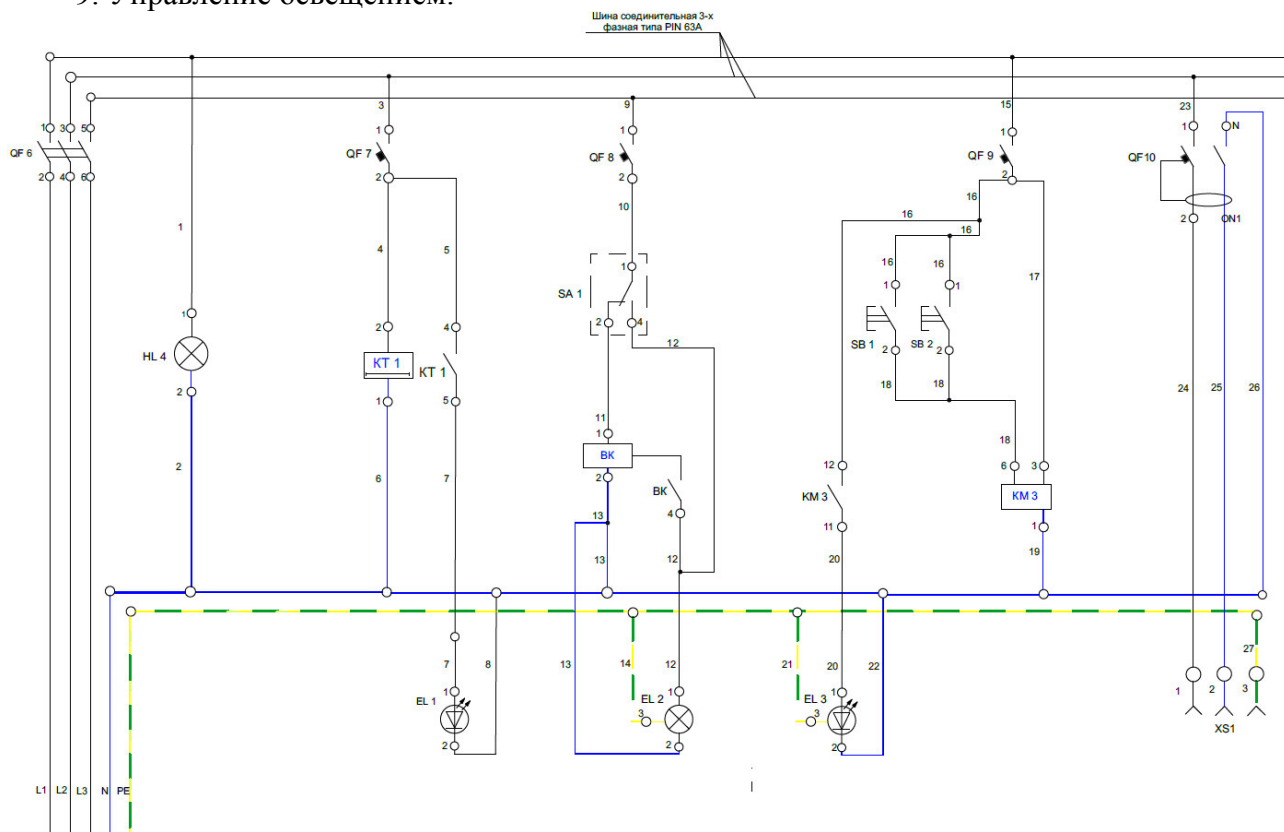 9. Управление освещением.
Шина соединительная 3-х
фазная типа PIN 63A
3 9 15 23
1 3 5 1 1 1 1 N
QF 6 QF 7 QF 8 QF 9 QF10
2 4 6 2 2 2
16
10 16
16
2 ON1
1 4 5 16 16 17
1 1 1
SA 1
1 2 4 2 4 SB 1 2 SB 2 2
12
HL 4 KT 1 KT 1
2 1 5 18 18 24 25 26
11
1 18
BK 12 6 3
2 6 7 2 BK KM 3 KM 3
4 11 1
13
13 12 20 19
7 8 13 14 12 21 20 22 27
1 1 1 1 2 3
EL 1 EL 2 EL 3
3 3 XS1
2 2 2
L1 L2 L3 N PE